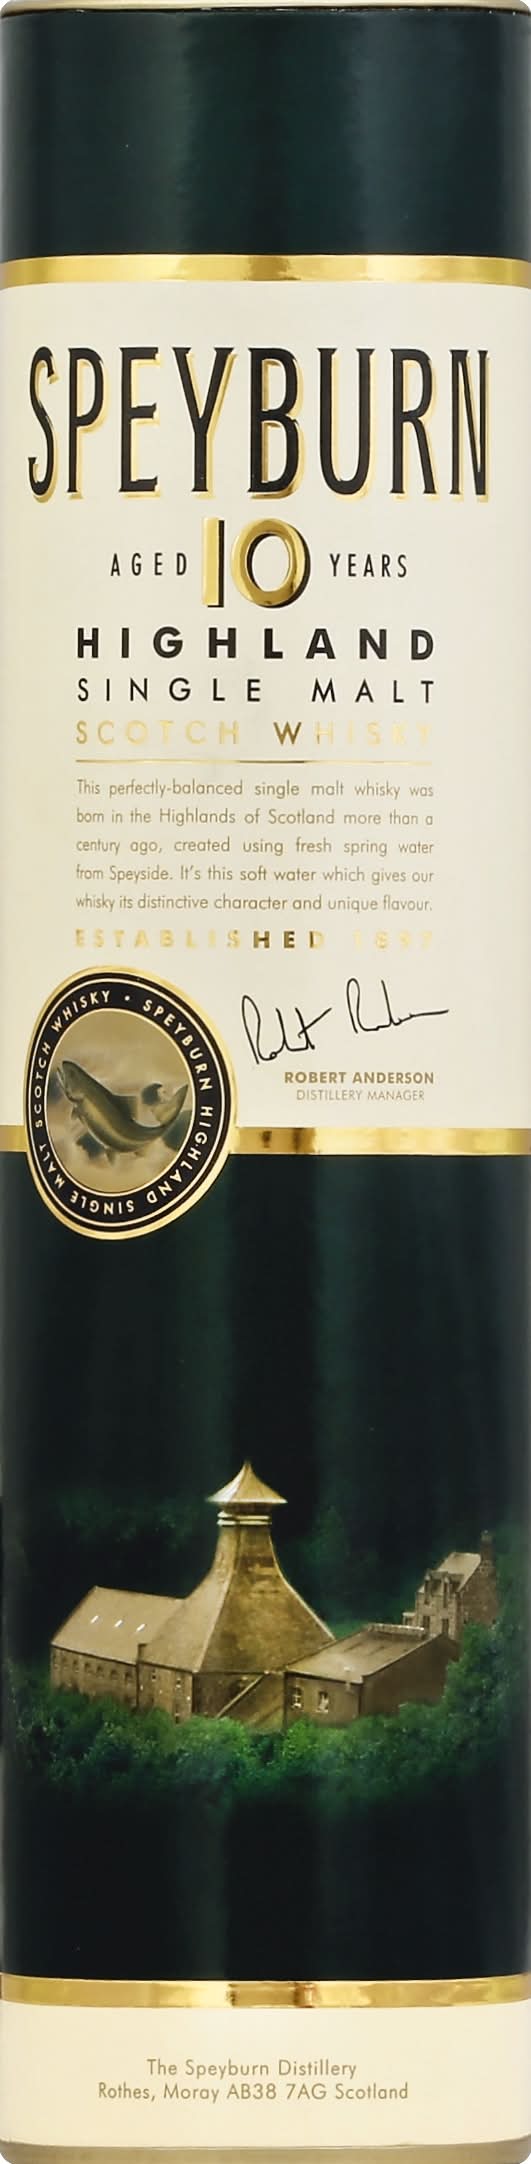 SPEYBURN
AGED 10 YEARS
HIGHLAND
SINGLE MALT
SCOTCH WHISKY
This perfectly-balanced single malt whisky was
born in the Highlands of Scotland more than a
century ago, created using fresh spring water
from Speyside. It's this soft water which gives our
whisky its distinctive character and unique flavour.
ESTABLISHED 1897
Robert Anderson
ROBERT ANDERSON
DISTILLERY MANAGER
SPEYBURN HIGHLAND SINGLE MALT SCOTCH WHISKY •
The Speyburn Distillery
Rothes, Moray AB38 7AG Scotland